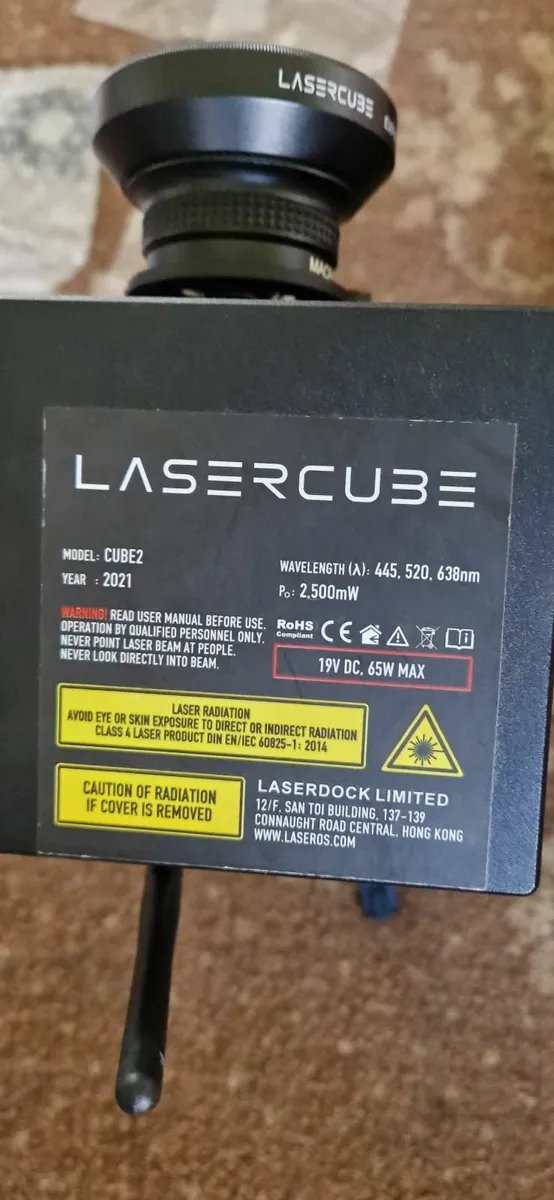 LASERCUBE
LASERCUBE
MODEL: CUBE2
YEAR : 2021
WAVELENGTH (λ): 445, 520, 638nm
Po: 2,500mW
WARNING! READ USER MANUAL BEFORE USE.
OPERATION BY QUALIFIED PERSONNEL ONLY.
NEVER POINT LASER BEAM AT PEOPLE.
NEVER LOOK DIRECTLY INTO BEAM.
RoHS
Compliant
CE
19V DC, 65W MAX
LASER RADIATION
AVOID EYE OR SKIN EXPOSURE TO DIRECT OR INDIRECT RADIATION
CLASS 4 LASER PRODUCT DIN EN/IEC 60825-1: 2014
CAUTION OF RADIATION
IF COVER IS REMOVED
LASERDOCK LIMITED
12/F, SAN TOI BUILDING, 137-139
CONNAUGHT ROAD CENTRAL, HONG KONG
WWW.LASEROS.COM